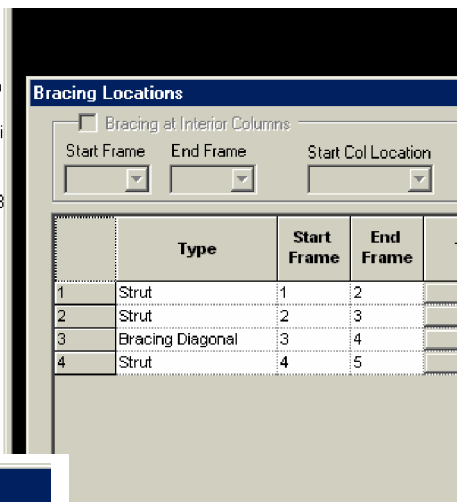 Bracing Locations
Bracing at Interior Columns
Start Frame End Frame Start Col Location
Type Start Frame End Frame
1 Strut 1 2
2 Strut 2 3
3 Bracing Diagonal 3 4
4 Strut 4 5